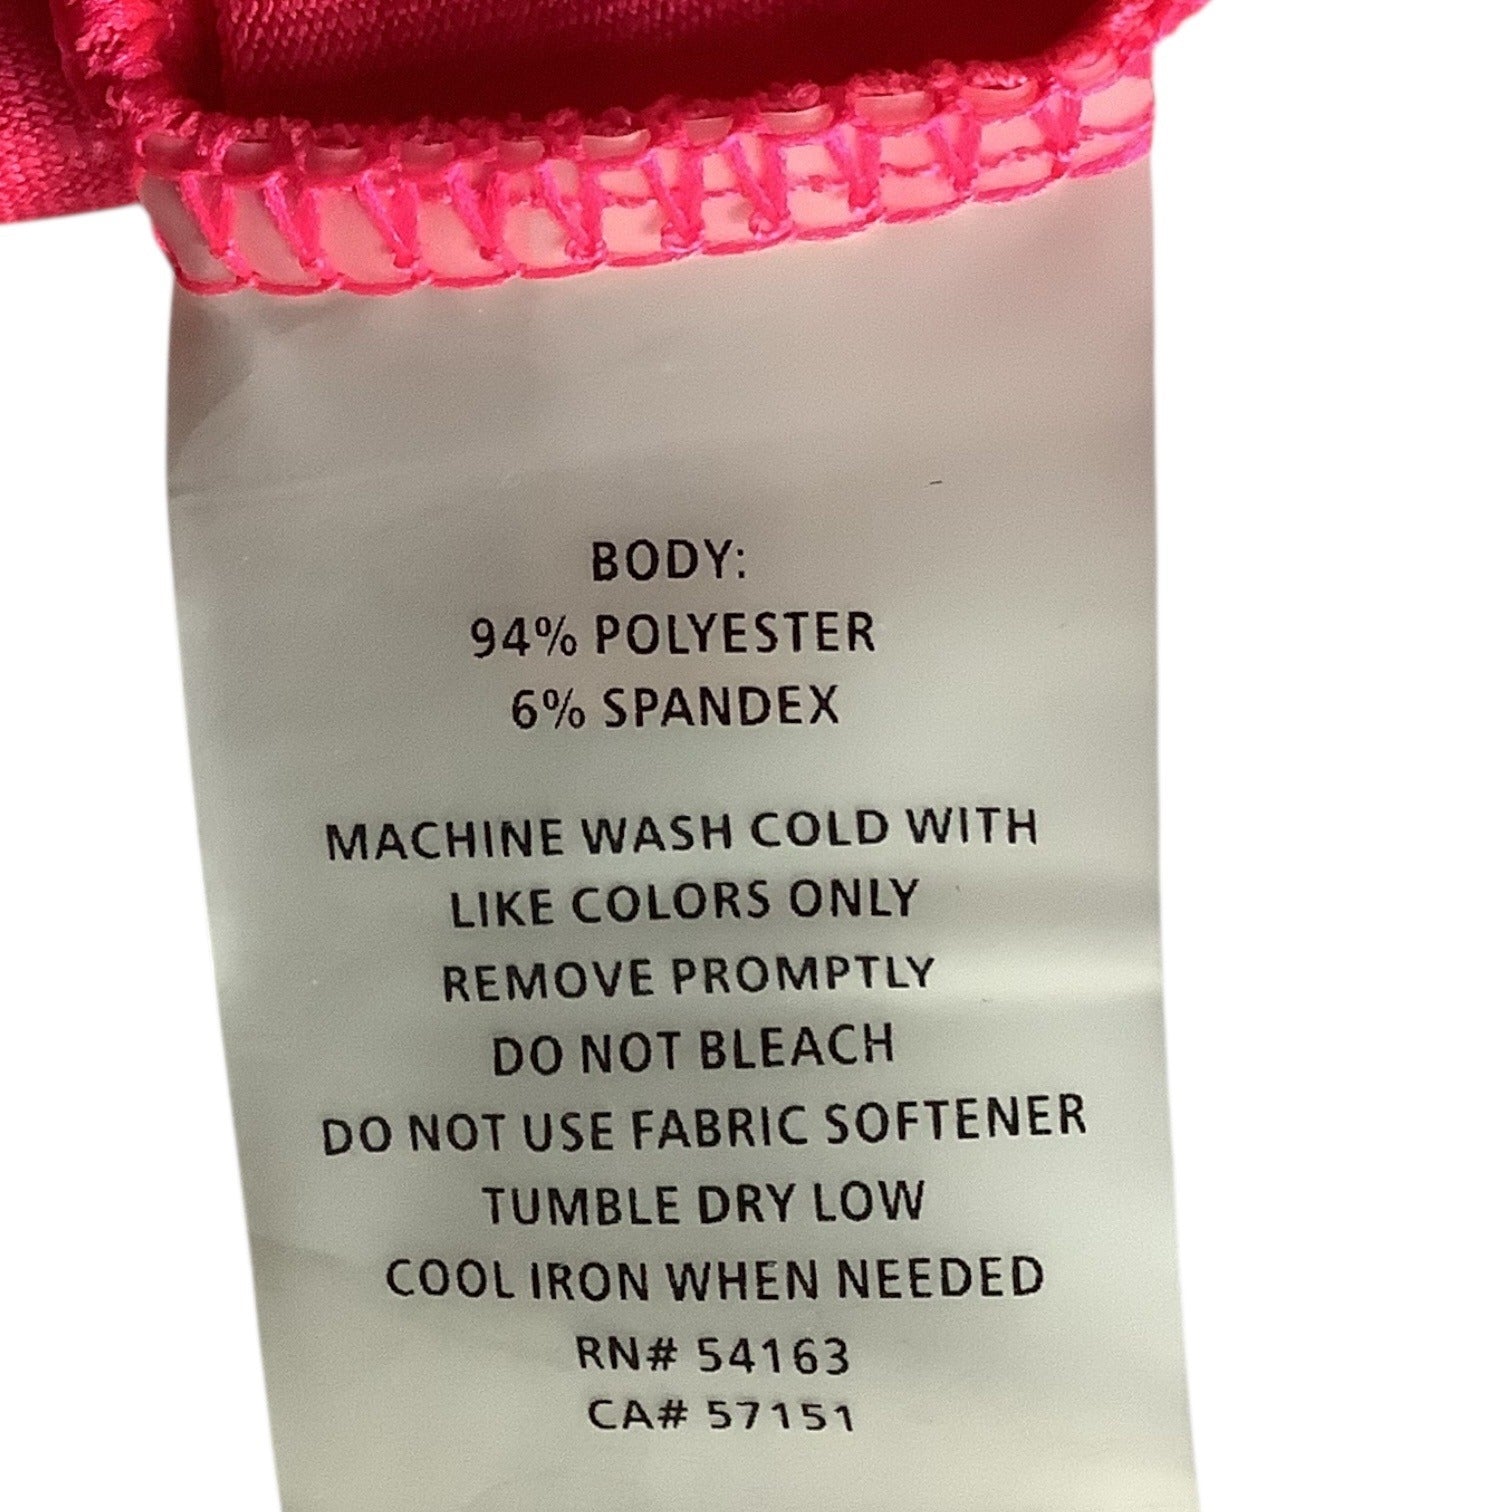 BODY:
94% POLYESTER
6% SPANDEX
MACHINE WASH COLD WITH
LIKE COLORS ONLY
REMOVE PROMPTLY
DO NOT BLEACH
DO NOT USE FABRIC SOFTENER
TUMBLE DRY LOW
COOL IRON WHEN NEEDED
RN# 54163
CA# 57151